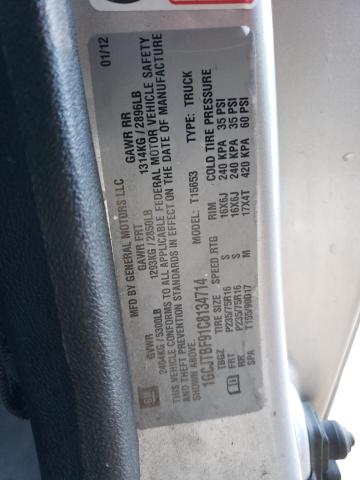 MFD BY GENERAL MOTORS LLC 01/12
GVWR GAWR FRT GAWR RR
2404KG / 5300LB 1293KG / 2850LB 1314KG / 2896LB
THIS VEHICLE CONFORMS TO ALL APPLICABLE FEDERAL MOTOR VEHICLE SAFETY
AND THEFT PREVENTION STANDARDS IN EFFECT ON THE DATE OF MANUFACTURE
SHOWN ABOVE.
1GCJTBF91C8134714 MODEL: T15653 TYPE: TRUCK
TIRE SIZE SPEED RTG RIM COLD TIRE PRESSURE
TBGZ P235/75R16 S 16X6J 240 KPA 35 PSI
FRT
RR P235/75R16 S 16X6J 240 KPA 35 PSI
SPA T155/90D17 M 17X4T 420 KPA 60 PSI